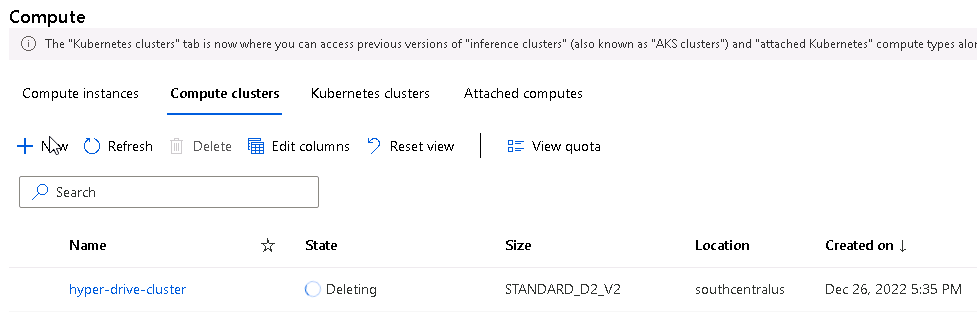 Compute
The "Kubernetes clusters" tab is now where you can access previous versions of "inference clusters" (also known as "AKS clusters") and "attached Kubernetes" compute types
Compute instances Compute clusters Kubernetes clusters Attached computes
New Refresh Delete Edit columns Reset view View quota
Search
Name State Size Location Created on ↓
hyper-drive-cluster Deleting STANDARD_D2_V2 southcentralus Dec 26, 2022 5:35 PM